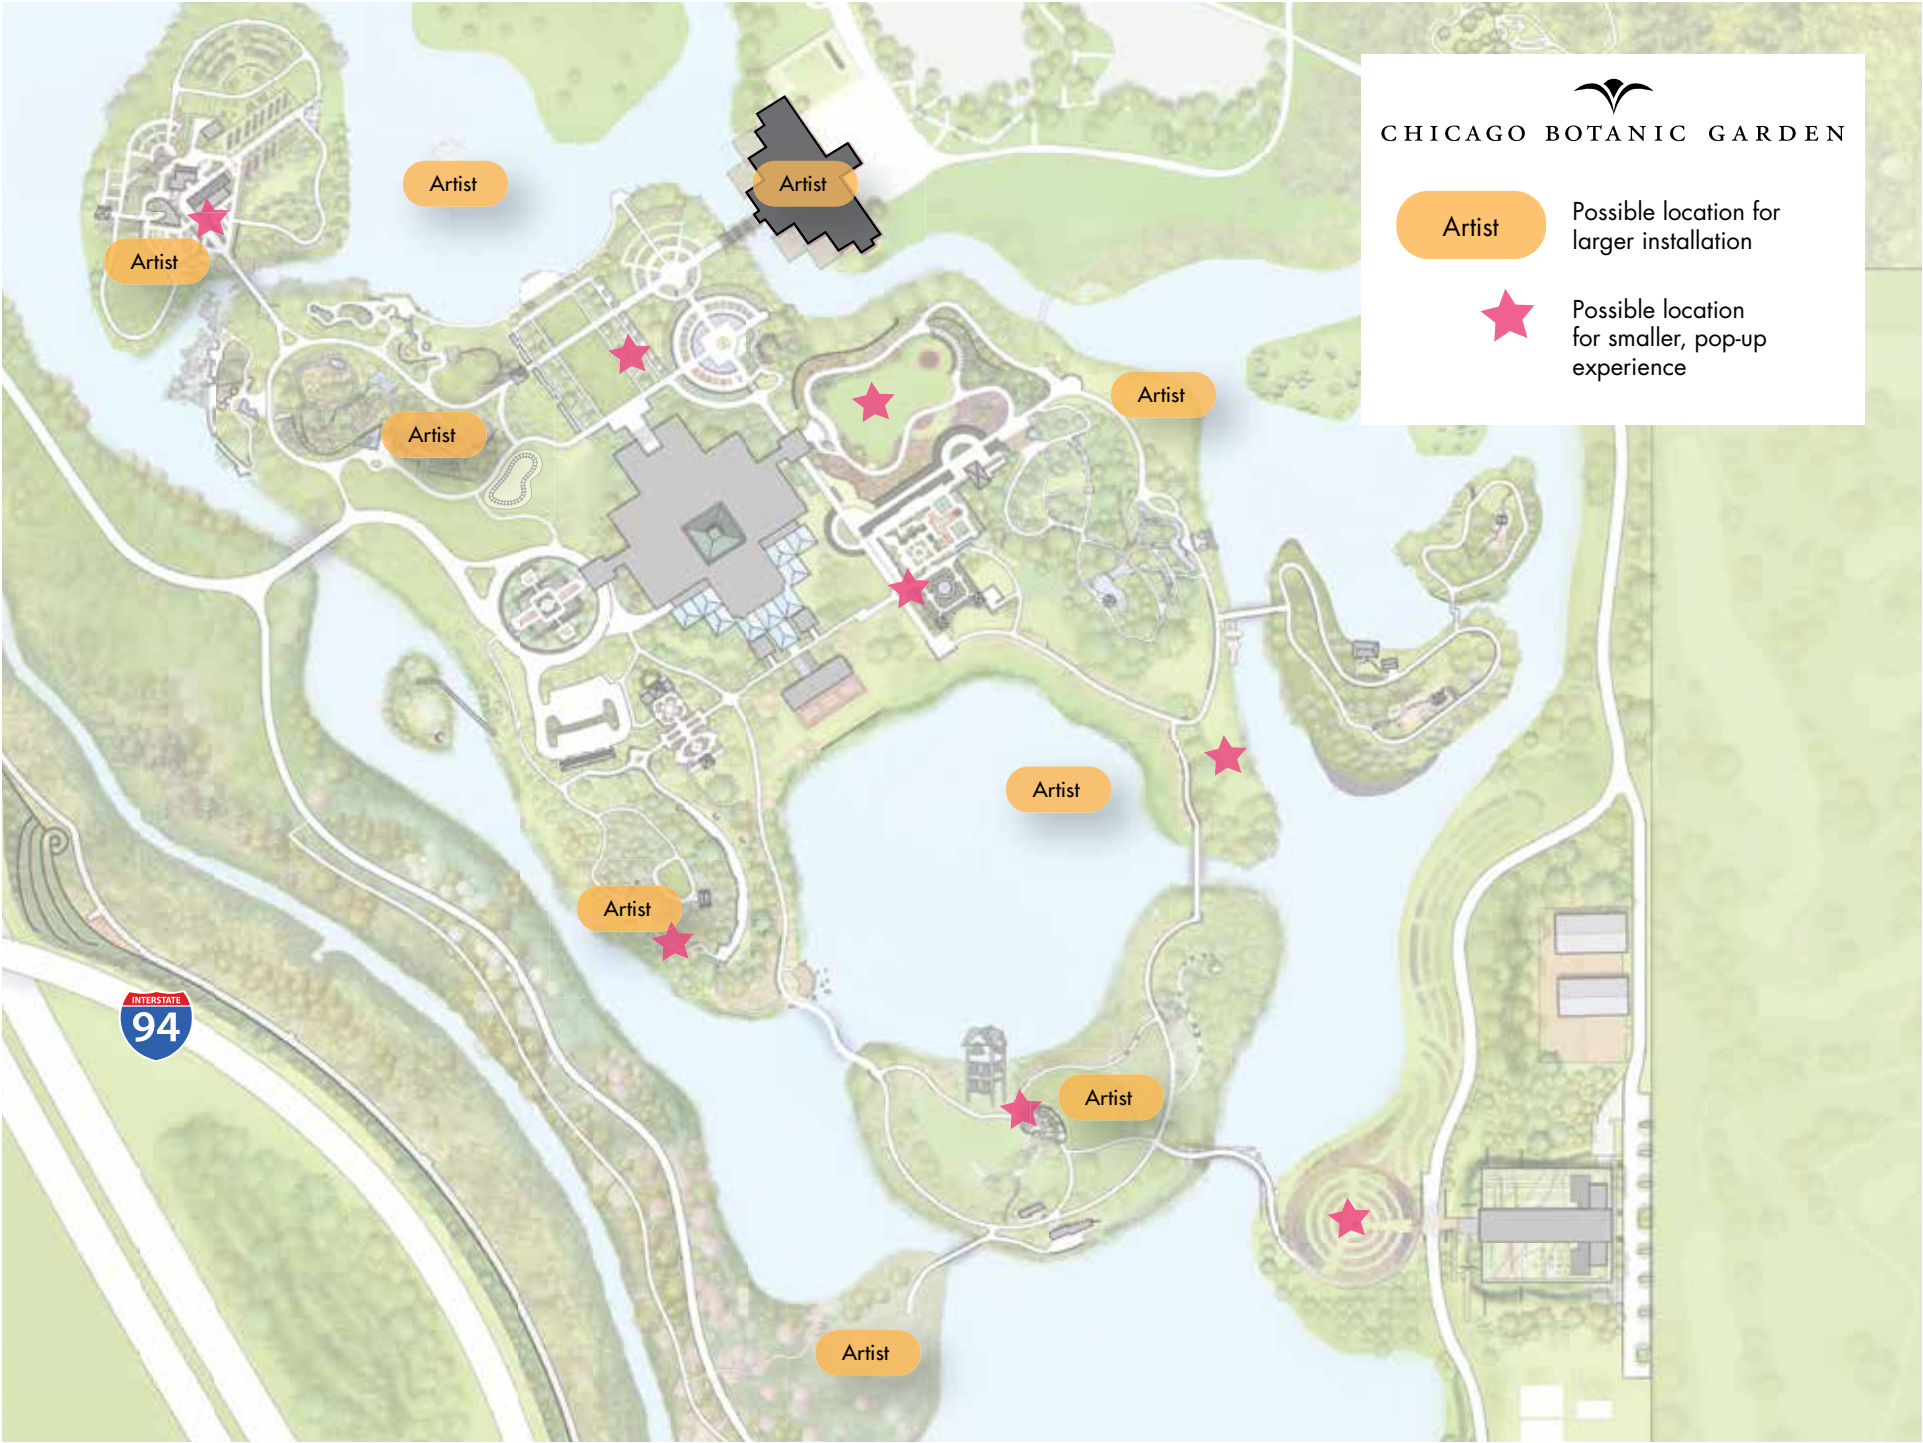 CHICAGO BOTANIC GARDEN
Artist
Possible location for
larger installation
Possible location
for smaller, pop-up
experience
Artist
Artist
Artist
Artist
Artist
Artist
Artist
Artist
Artist
INTERSTATE
94